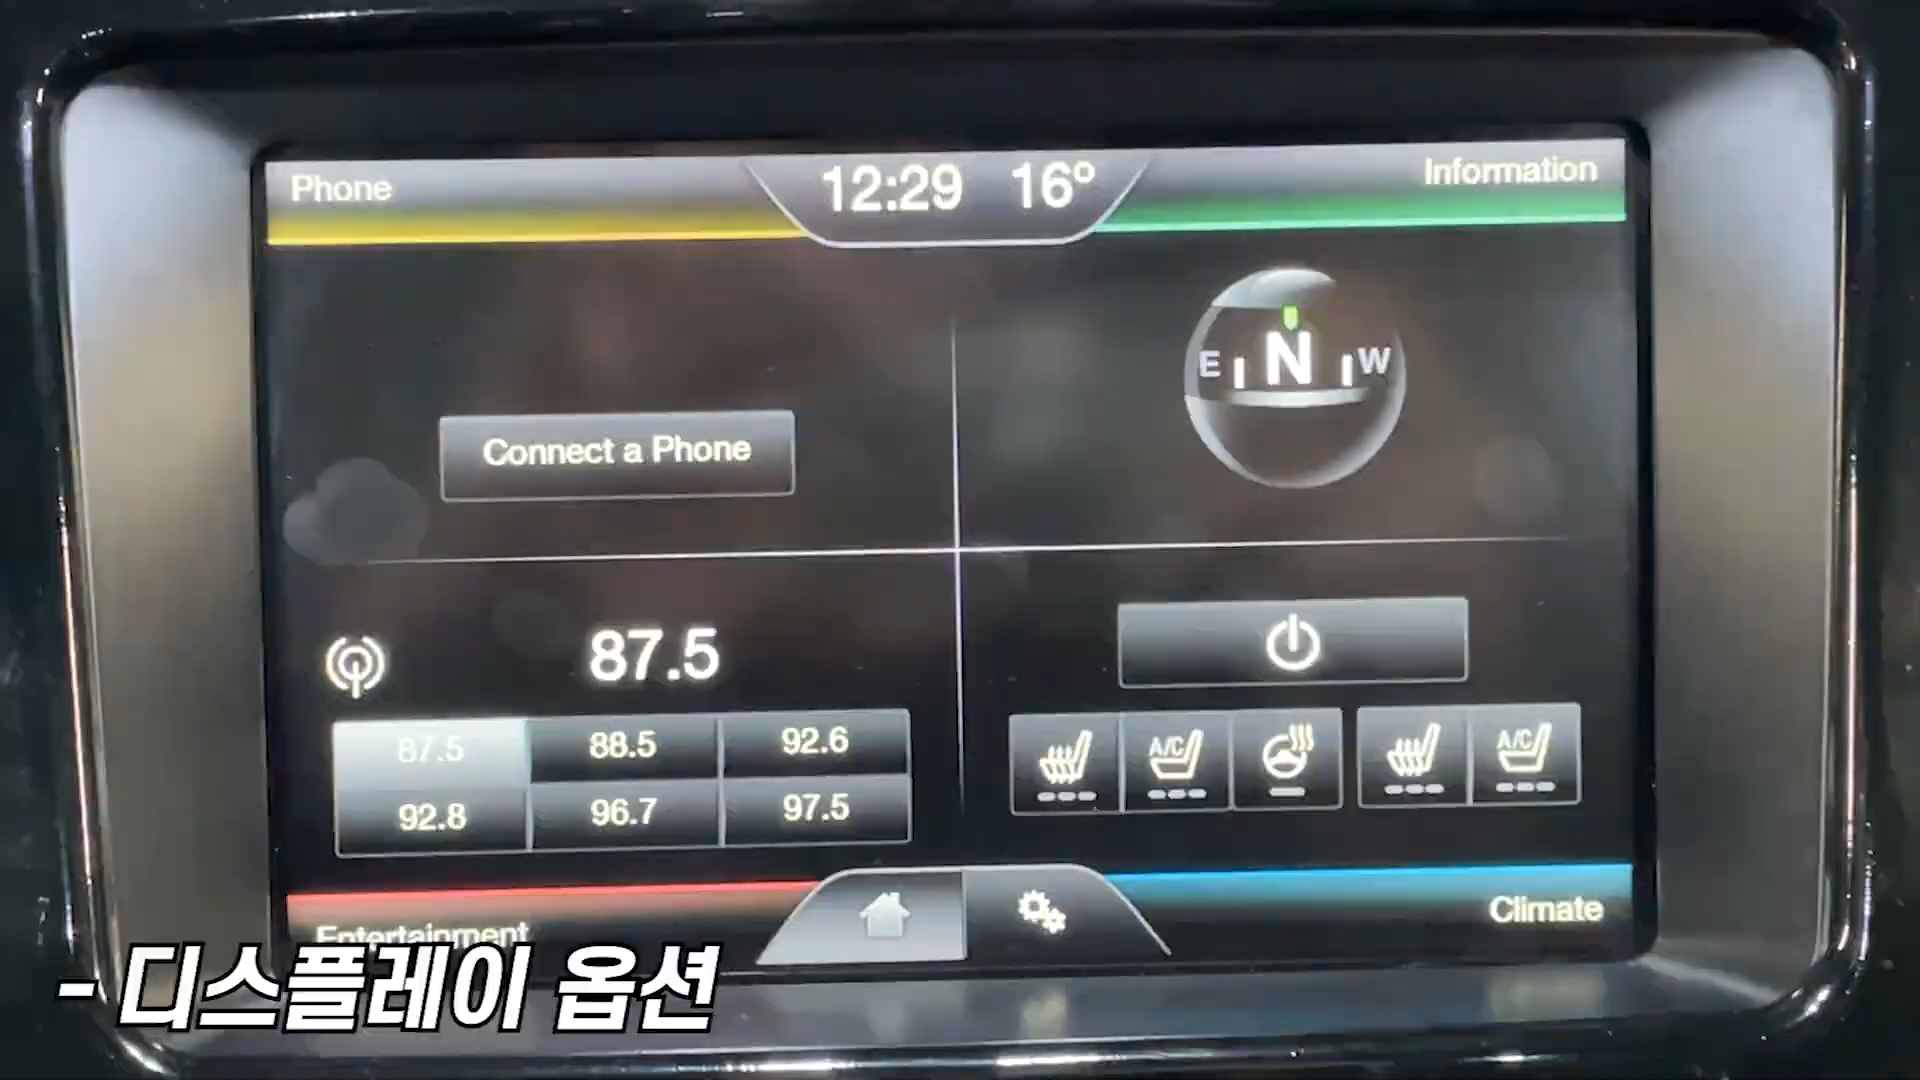 Phone
12:29 16°
Information
E N W
Connect a Phone
87.5
87.5 88.5 92.6
92.8 96.7 97.5
A/C A/C
Entertainment
Climate
- 디스플레이 옵션